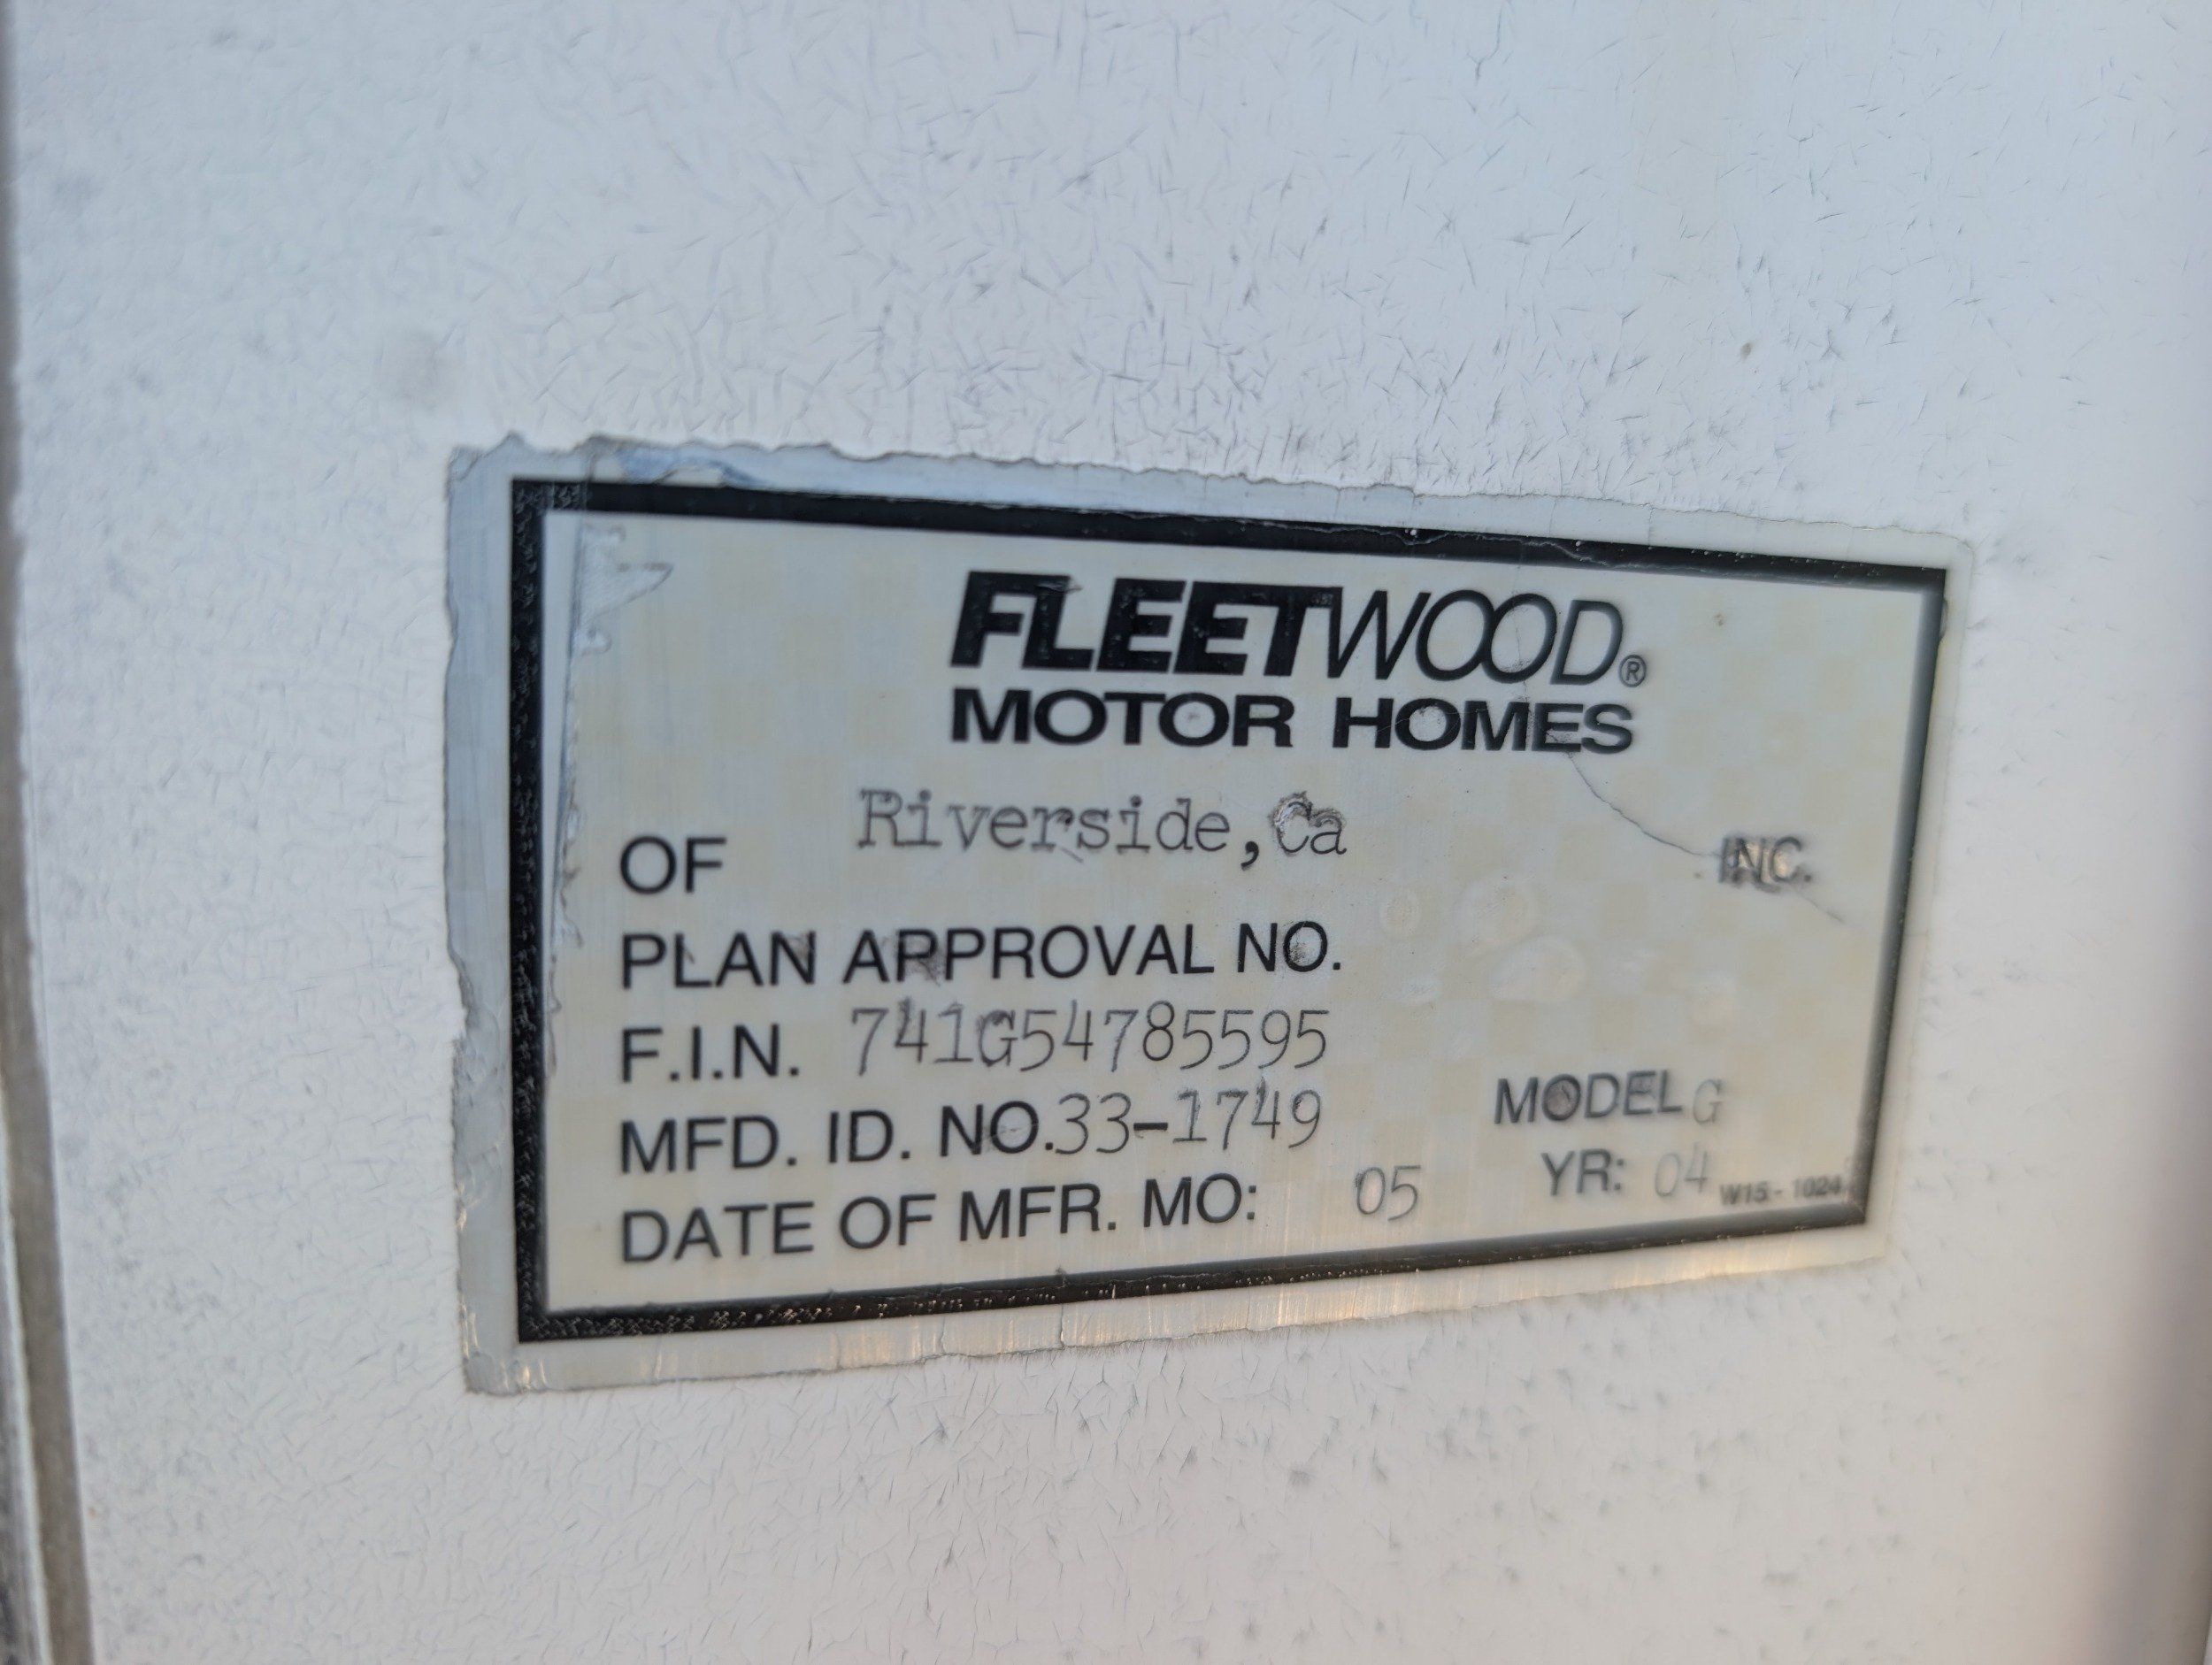 FLEETWOOD®
MOTOR HOMES
OF Riverside,Ca INC.
PLAN APPROVAL NO.
F.I.N. 741G54785595
MFD. ID. NO.33-1749 MODEL G
DATE OF MFR. MO: 05 YR: 04 W15-1024